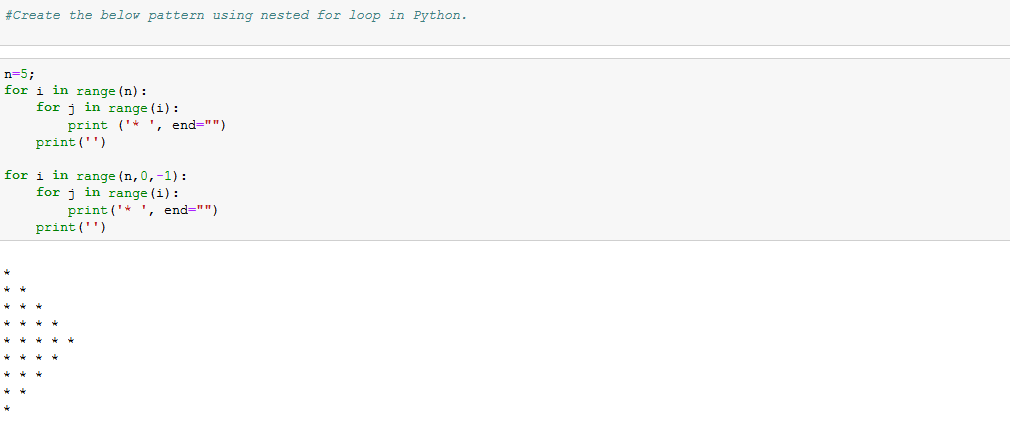 #Create the below pattern using nested for loop in Python.
n=5;
for i in range(n):
    for j in range(i):
        print ('* ', end="")
    print('')
for i in range(n,0,-1):
    for j in range(i):
        print('* ', end="")
    print('')
*
* *
* * *
* * * *
* * * * *
* * * *
* * *
* *
*